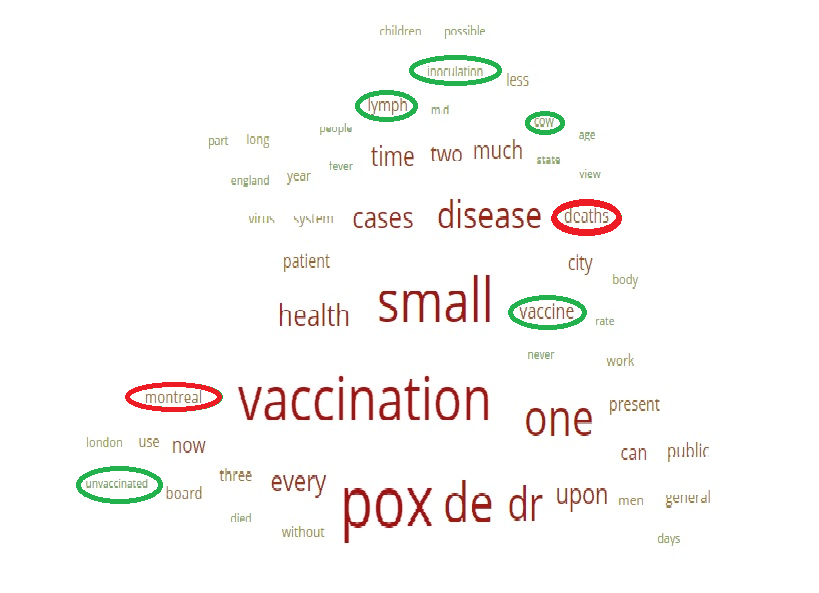 children possible
inoculation less
lymph m.d cow
part long people age
time two much state
fever view
england year
virus system cases disease deaths
patient city
body
health small vaccine rate
never work
montreal vaccination one present
london use now can public
unvaccinated board three every pox de dr upon men general
died without days